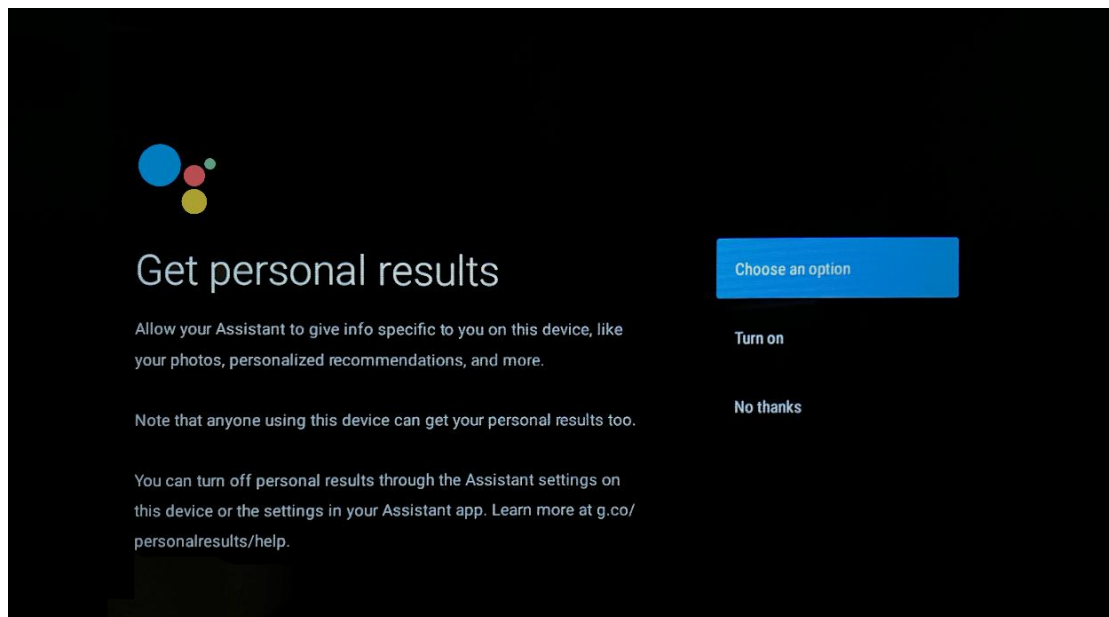 Get personal results
Allow your Assistant to give info specific to you on this device, like
your photos, personalized recommendations, and more.
Note that anyone using this device can get your personal results too.
You can turn off personal results through the Assistant settings on
this device or the settings in your Assistant app. Learn more at g.co/
personalresults/help.
Choose an option
Turn on
No thanks